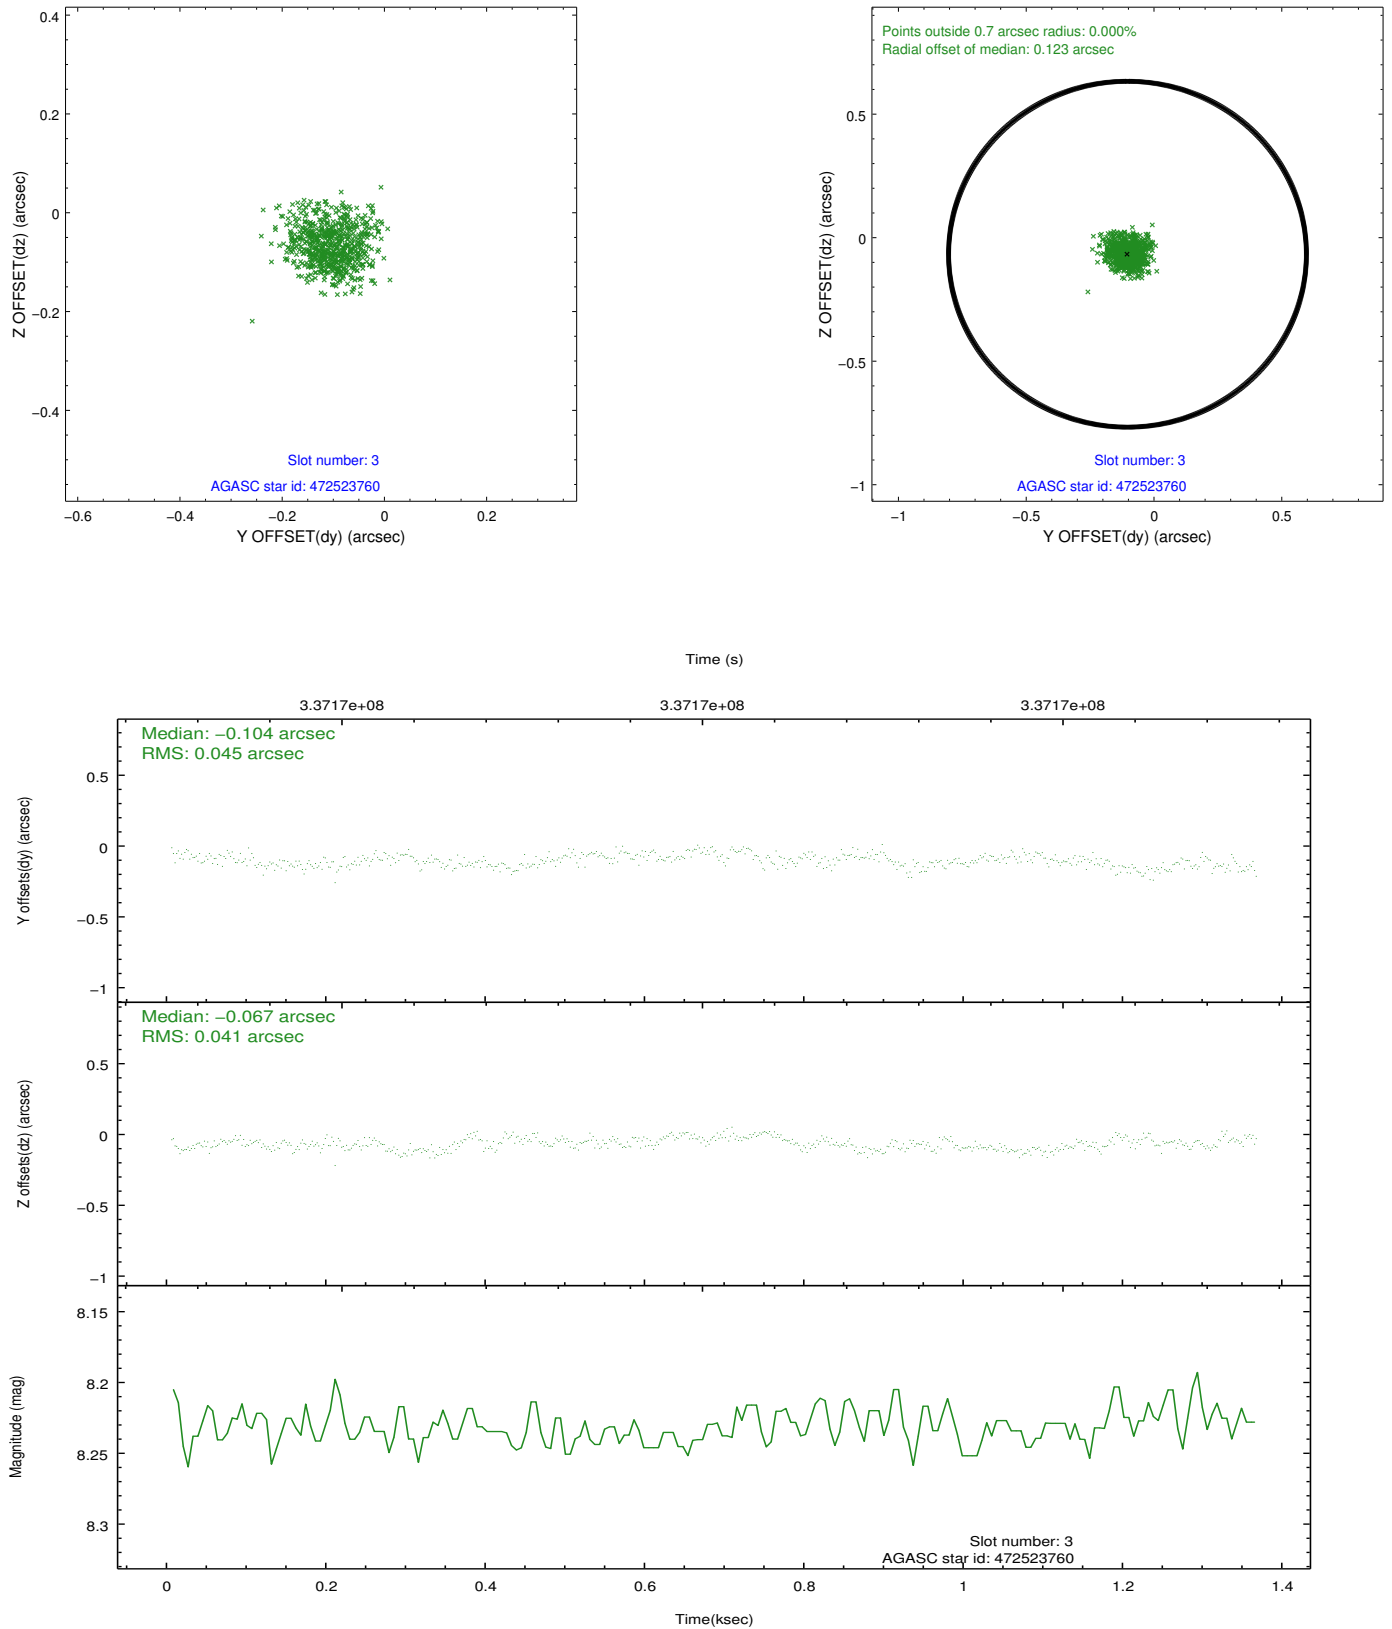 0.4
0.2
0
−0.2
−0.4
Z OFFSET(dz) (arcsec)
Slot number: 3
AGASC star id: 472523760
−0.6 −0.4 −0.2 0 0.2
Y OFFSET(dy) (arcsec)
Points outside 0.7 arcsec radius: 0.000%
Radial offset of median: 0.123 arcsec
0.5
0
−0.5
−1
Z OFFSET(dz) (arcsec)
Slot number: 3
AGASC star id: 472523760
−1 −0.5 0 0.5
Y OFFSET(dy) (arcsec)
Time (s)
3.3717e+08 3.3717e+08 3.3717e+08
Median: −0.104 arcsec
RMS: 0.045 arcsec
0.5
0
−0.5
−1
Y offsets(dy) (arcsec)
Median: −0.067 arcsec
RMS: 0.041 arcsec
0.5
0
−0.5
−1
Z offsets(dz) (arcsec)
8.15
8.2
8.25
8.3
Magnitude (mag)
Slot number: 3
AGASC star id: 472523760
0 0.2 0.4 0.6 0.8 1 1.2 1.4
Time(ksec)